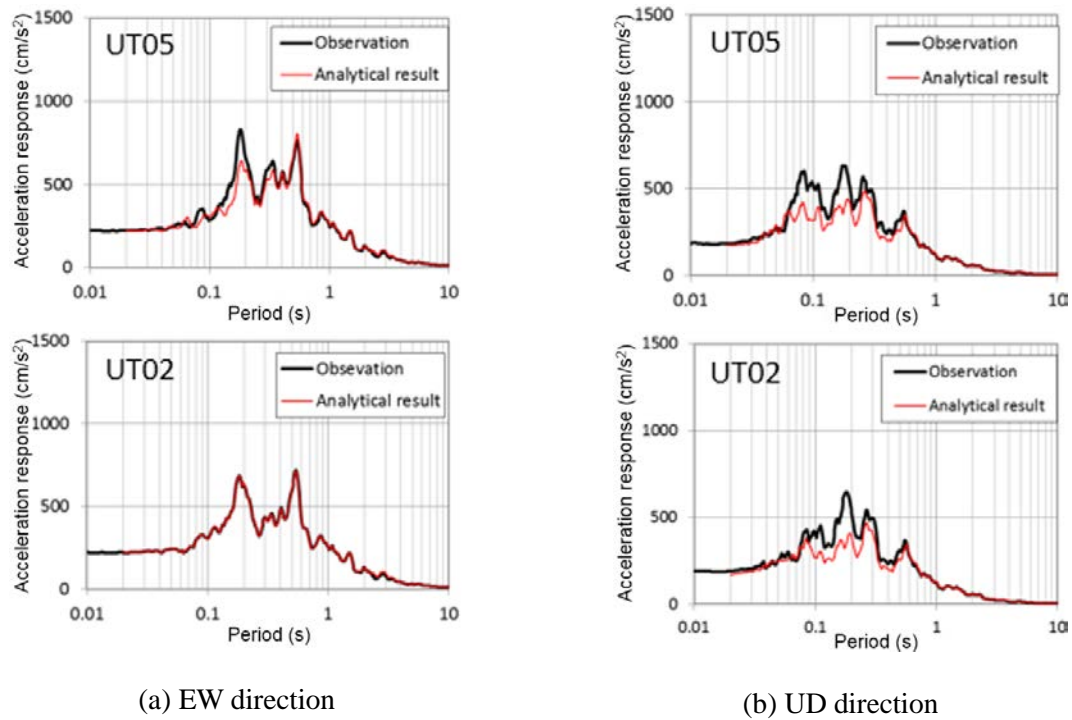 1500
1000
500
0
Acceleration response (cm/s²)
UT05
Observation
Analytical result
0.01
0.1
1
10
Period (s)
1500
1000
500
0
Acceleration response (cm/s²)
UT05
Observation
Analytical result
0.01
0.1
1
10
Period (s)
1500
1000
500
0
Acceleration response (cm/s²)
UT02
Obsevation
Analytical result
0.01
0.1
1
10
Period (s)
1500
1000
500
0
Acceleration response (cm/s²)
UT02
Observation
Analytical result
0.01
0.1
1
10
Period (s)
(a) EW direction
(b) UD direction